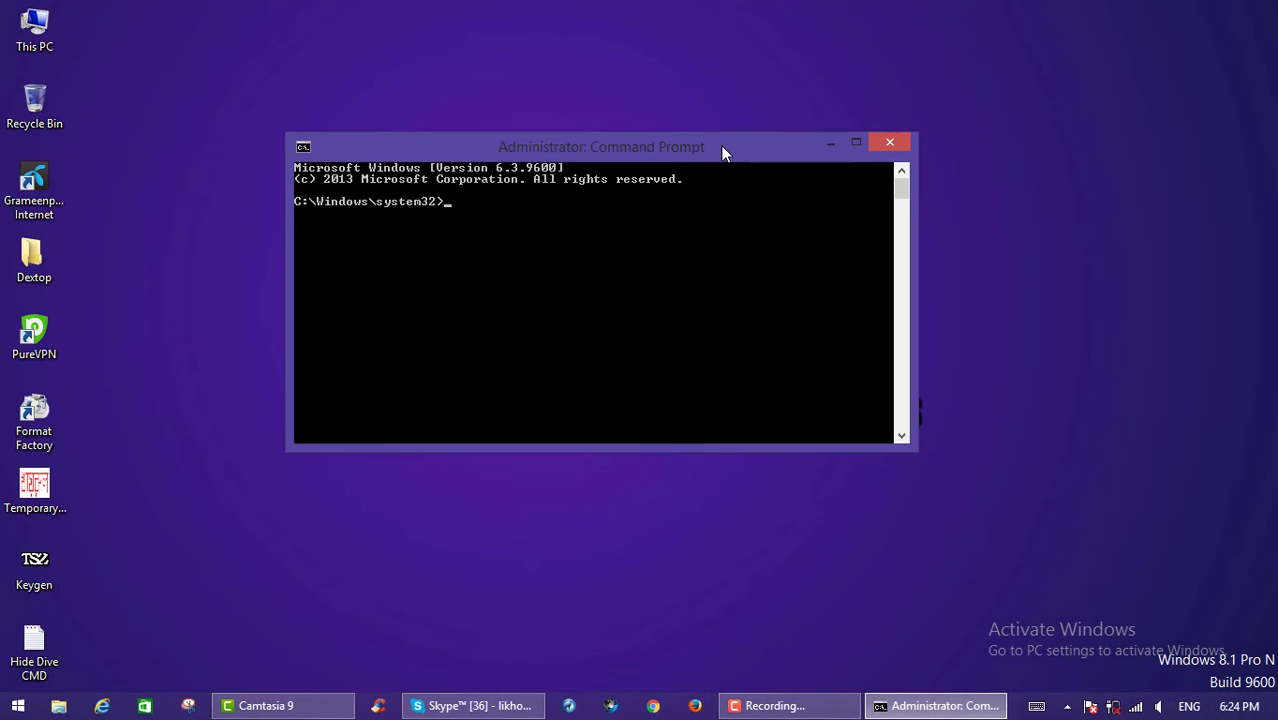 This PC
Recycle Bin
Grameenp...
Internet
Dextop
PureVPN
Format
Factory
Temporary...
TSZ
Keygen
Hide Dive
CMD
Administrator: Command Prompt
Microsoft Windows [Version 6.3.9600]
(c) 2013 Microsoft Corporation. All rights reserved.
C:\Windows\system32>_
Activate Windows
Go to PC settings to activate Windows.
Windows 8.1 Pro N
Build 9600
Camtasia 9
Skype™ [36] - likho...
Recording...
Administrator: Com...
ENG
6:24 PM